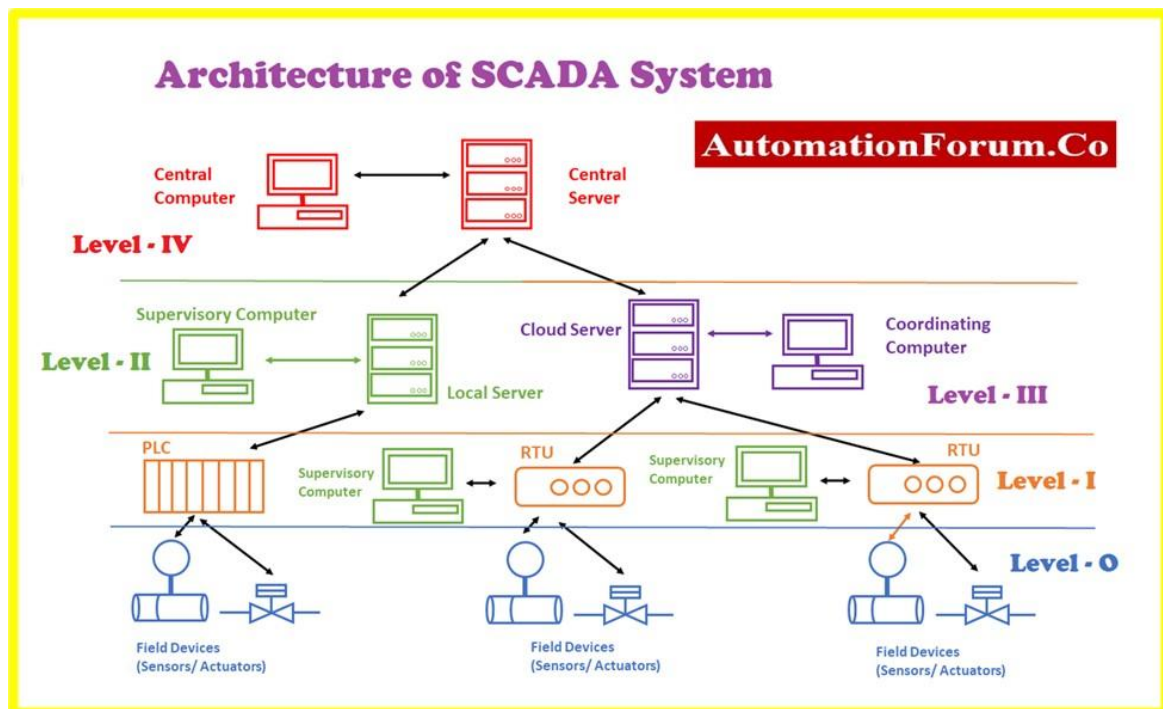 Architecture of SCADA System
AutomationForum.Co
Central
Computer
Central
Server
Level - IV
Supervisory Computer
Cloud Server
Coordinating
Computer
Level - II
Local Server
Level - III
PLC
Supervisory
Computer
RTU
Supervisory
Computer
RTU
Level - I
Level - O
Field Devices
(Sensors/ Actuators)
Field Devices
(Sensors/ Actuators)
Field Devices
(Sensors/ Actuators)